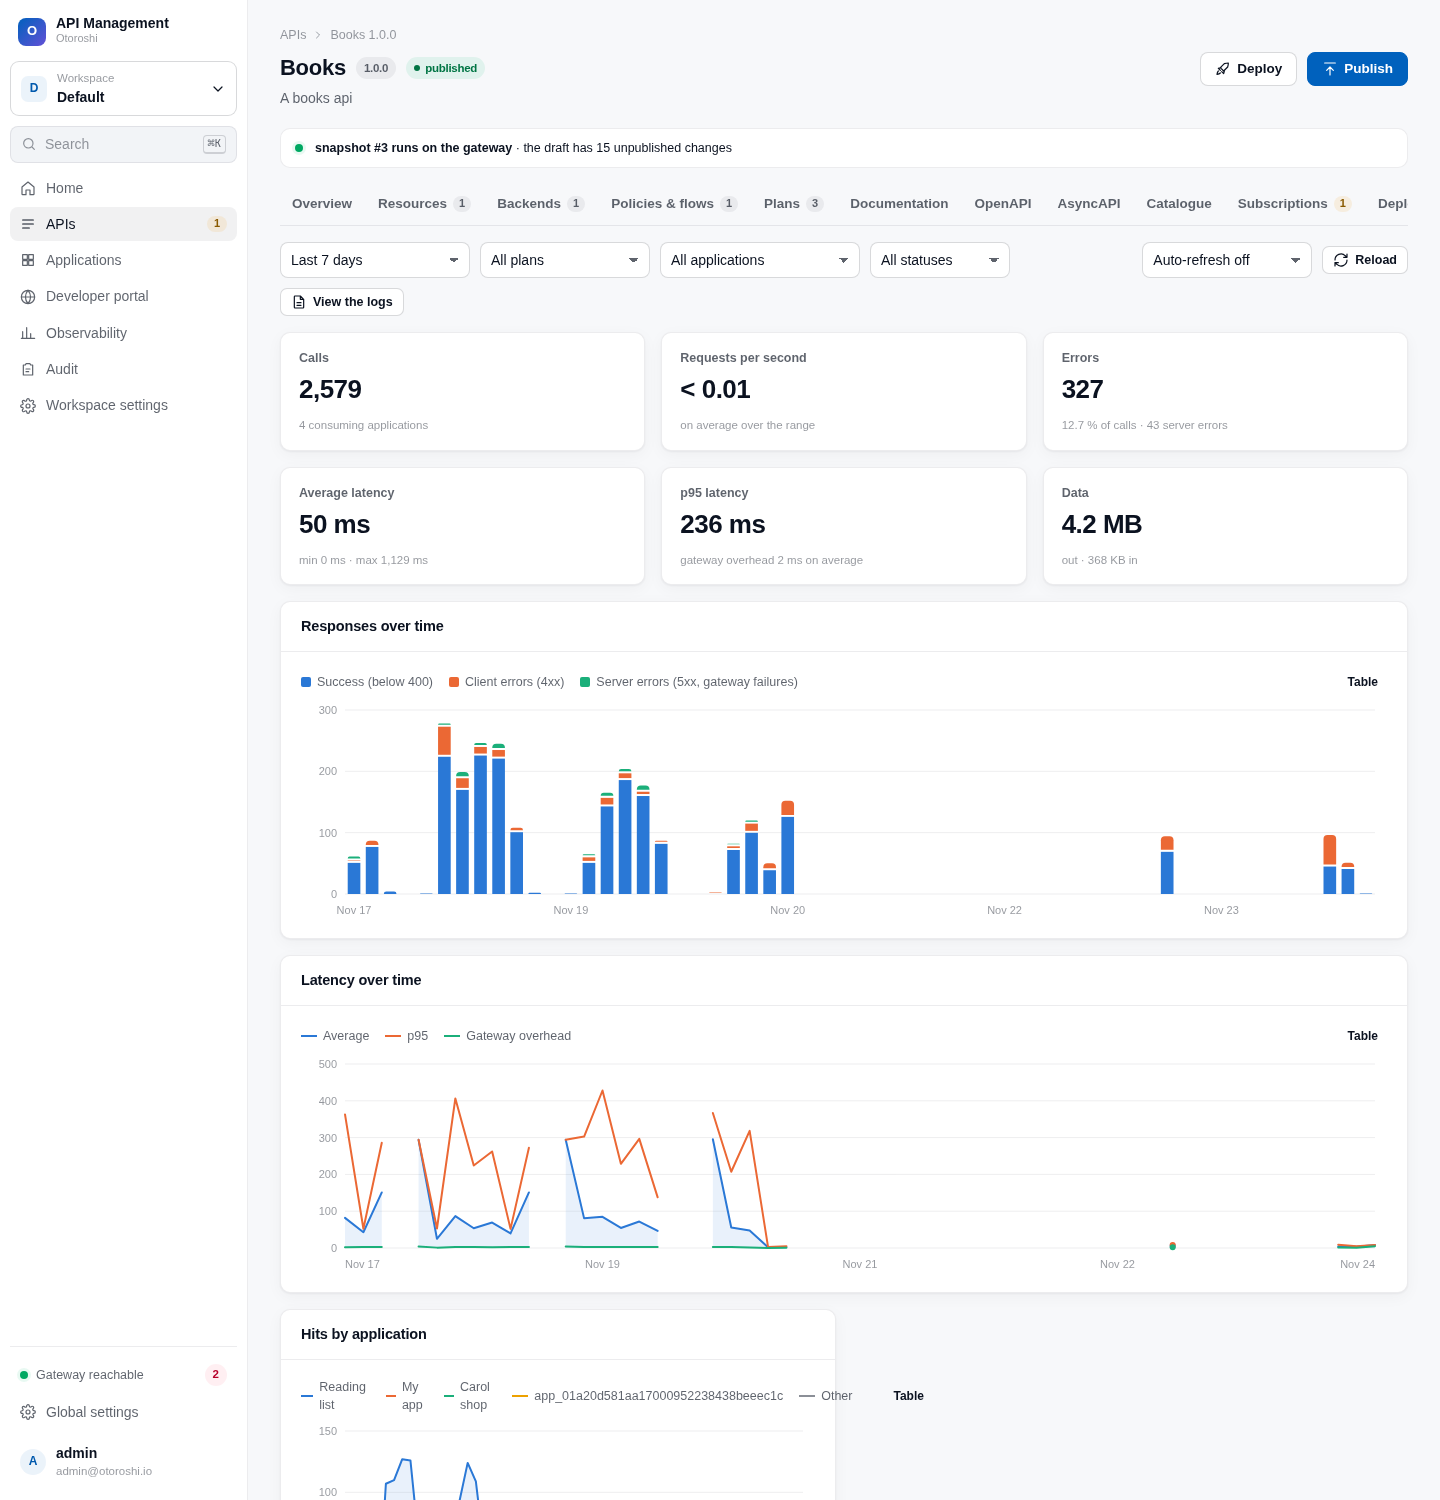 O
API Management
Otoroshi
D
Workspace
Default
Search
⌘K
Home
APIs
1
Applications
Developer portal
Observability
Audit
Workspace settings
Gateway reachable
2
Global settings
A
admin
admin@otoroshi.io
APIs
Books 1.0.0
Books
1.0.0
published
Deploy
Publish
A books api
snapshot #3 runs on the gateway · the draft has 15 unpublished changes
Overview
Resources 1
Backends 1
Policies & flows 1
Plans 3
Documentation
OpenAPI
AsyncAPI
Catalogue
Subscriptions 1
Depl
Last 7 days
All plans
All applications
All statuses
Auto-refresh off
Reload
View the logs
Calls
2,579
4 consuming applications
Requests per second
< 0.01
on average over the range
Errors
327
12.7 % of calls · 43 server errors
Average latency
50 ms
min 0 ms · max 1,129 ms
p95 latency
236 ms
gateway overhead 2 ms on average
Data
4.2 MB
out · 368 KB in
Responses over time
Success (below 400)
Client errors (4xx)
Server errors (5xx, gateway failures)
Table
300
200
100
0
Nov 17
Nov 19
Nov 20
Nov 22
Nov 23
Latency over time
Average
p95
Gateway overhead
Table
500
400
300
200
100
0
Nov 17
Nov 19
Nov 21
Nov 22
Nov 24
Hits by application
Reading list
My app
Carol shop
app_01a20d581aa17000952238438beeec1c
Other
Table
150
100